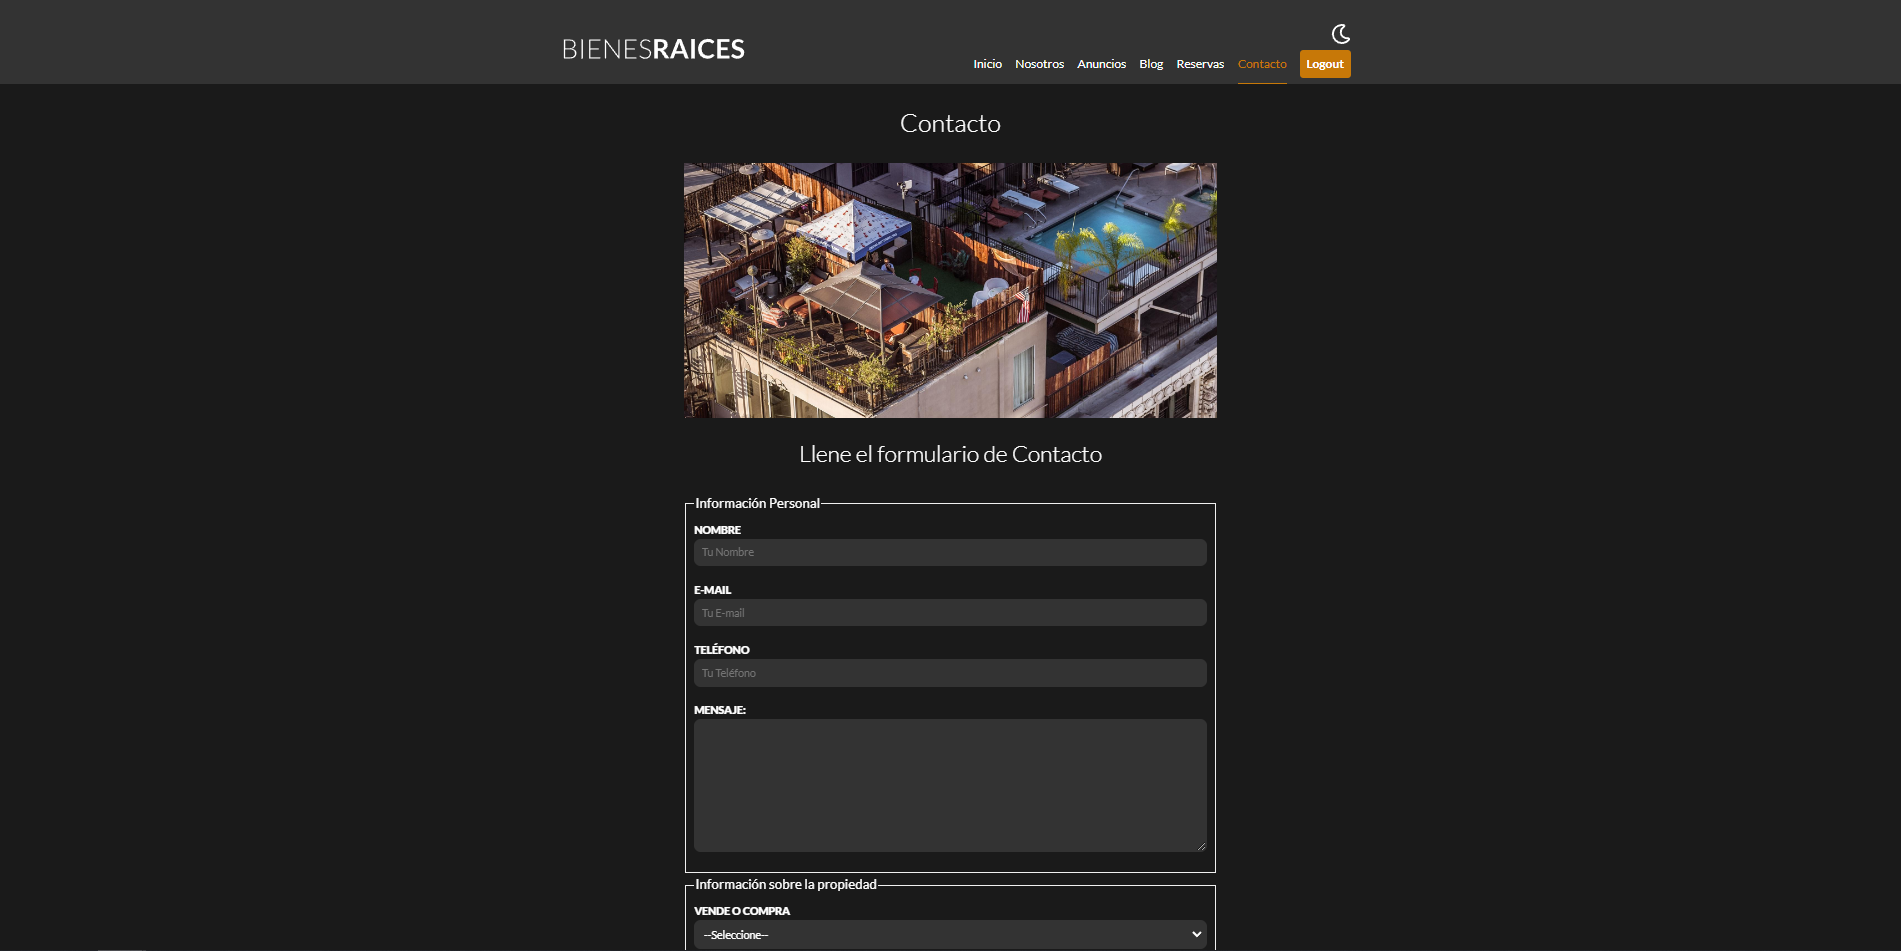 BIENESRAICES
Inicio Nosotros Anuncios Blog Reservas Contacto Logout
Contacto
Llene el formulario de Contacto
Información Personal
NOMBRE
Tu Nombre
E-MAIL
Tu E-mail
TELÉFONO
Tu Teléfono
MENSAJE:
Información sobre la propiedad
VENDE O COMPRA
--Seleccione--